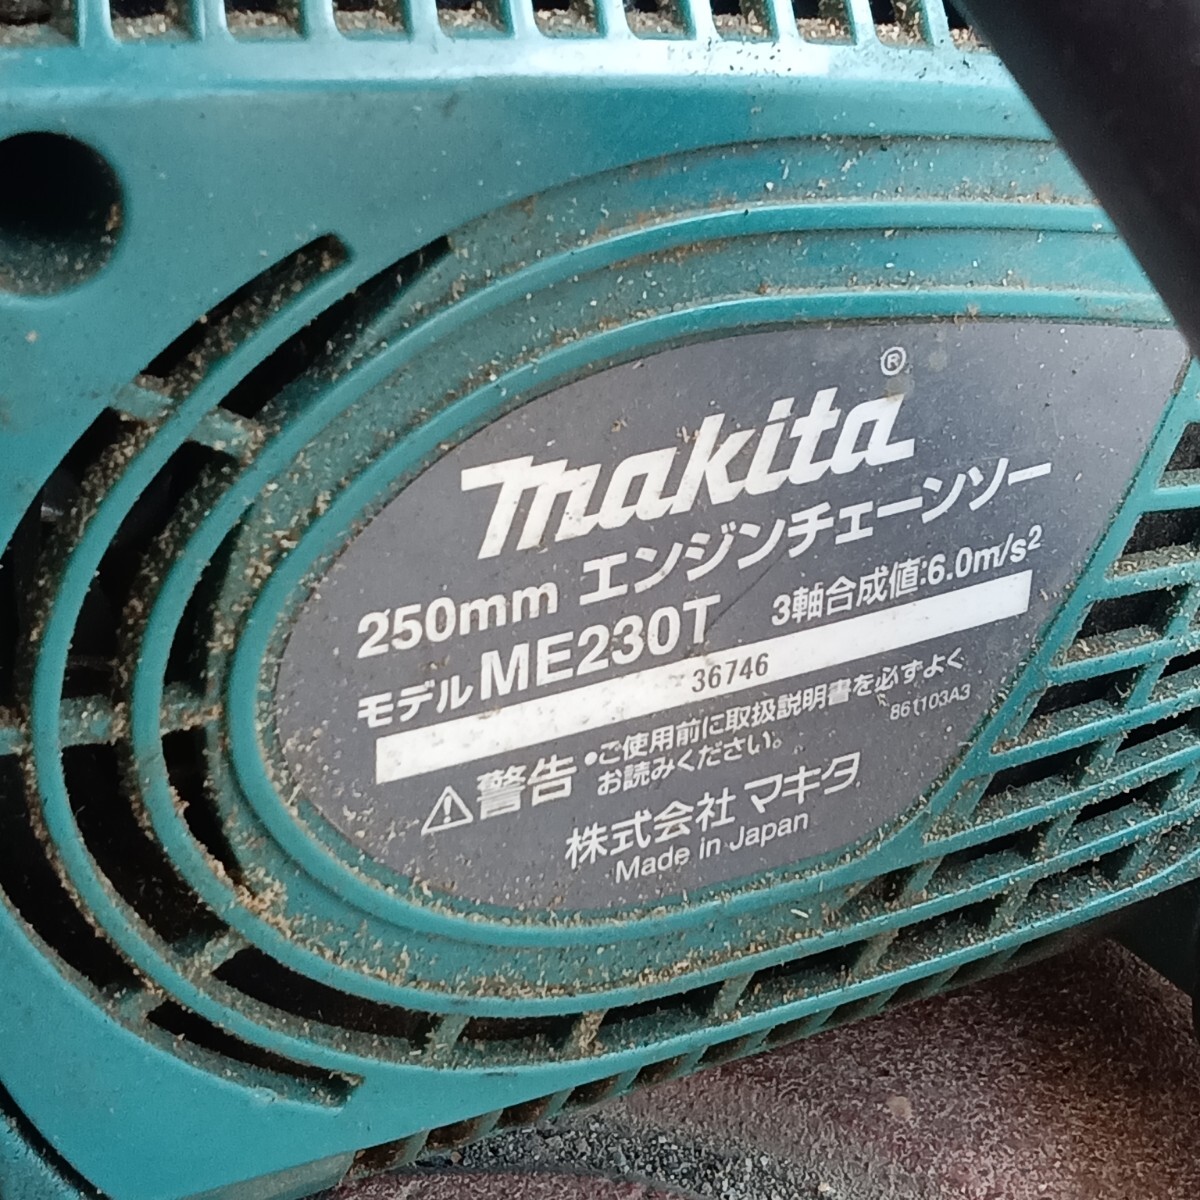 makita®
250mm エンジンチェーンソー
モデル ME230T 3軸合成値:6.0m/s²
36746
⚠警告 •ご使用前に取扱説明書を必ずよく
お読みください。
861103A3
株式会社 マキタ
Made in Japan